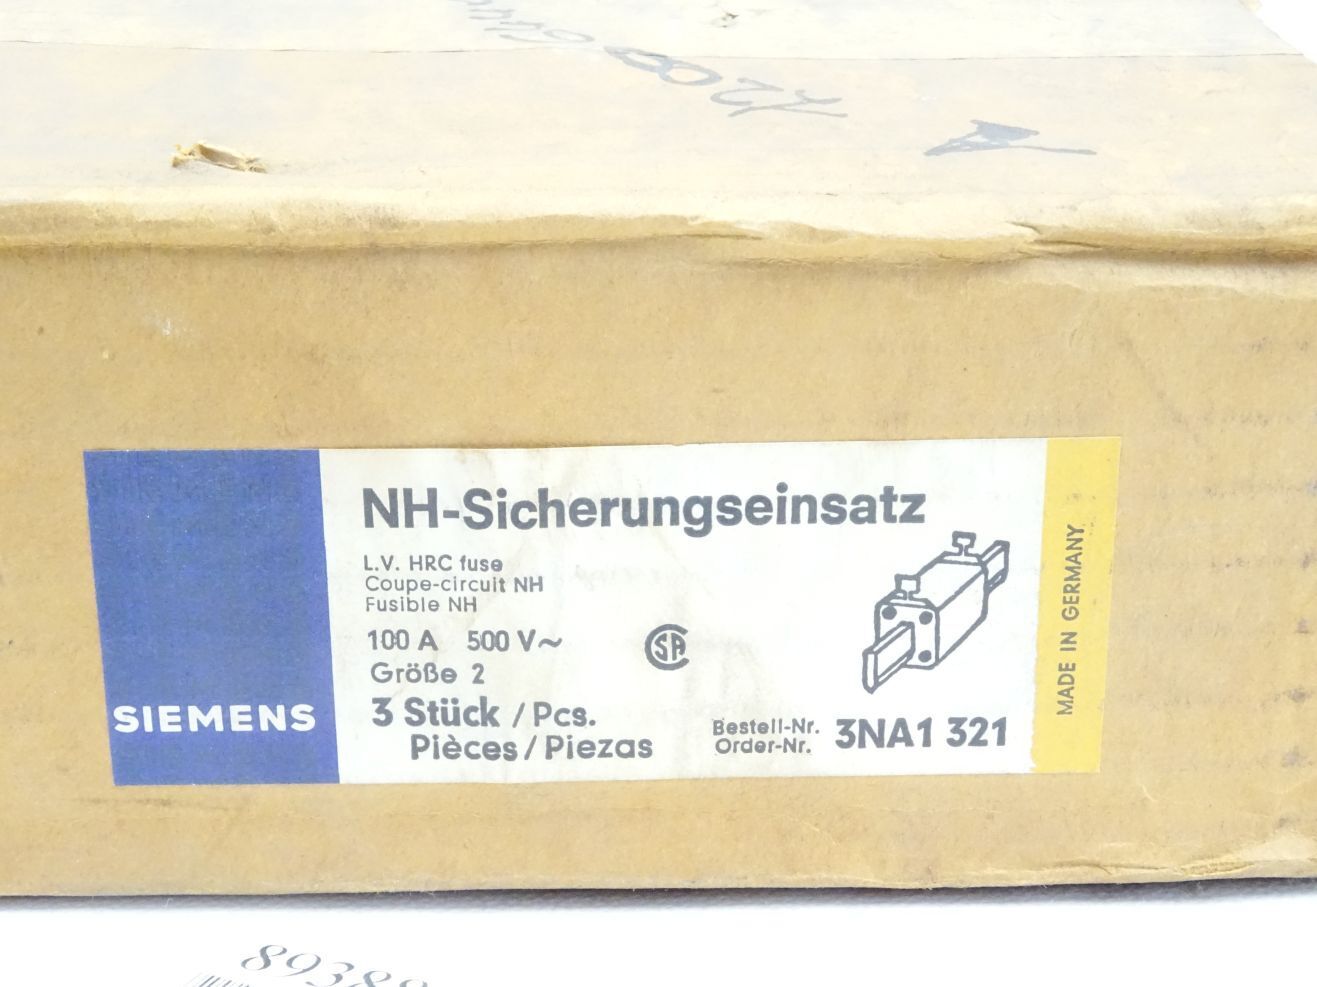 NH-Sicherungseinsatz
L.V. HRC fuse
Coupe-circuit NH
Fusible NH
100 A 500 V~
Größe 2
3 Stück / Pcs.
Pièces / Piezas
SIEMENS
Bestell-Nr.
Order-Nr. 3NA1 321
MADE IN GERMANY